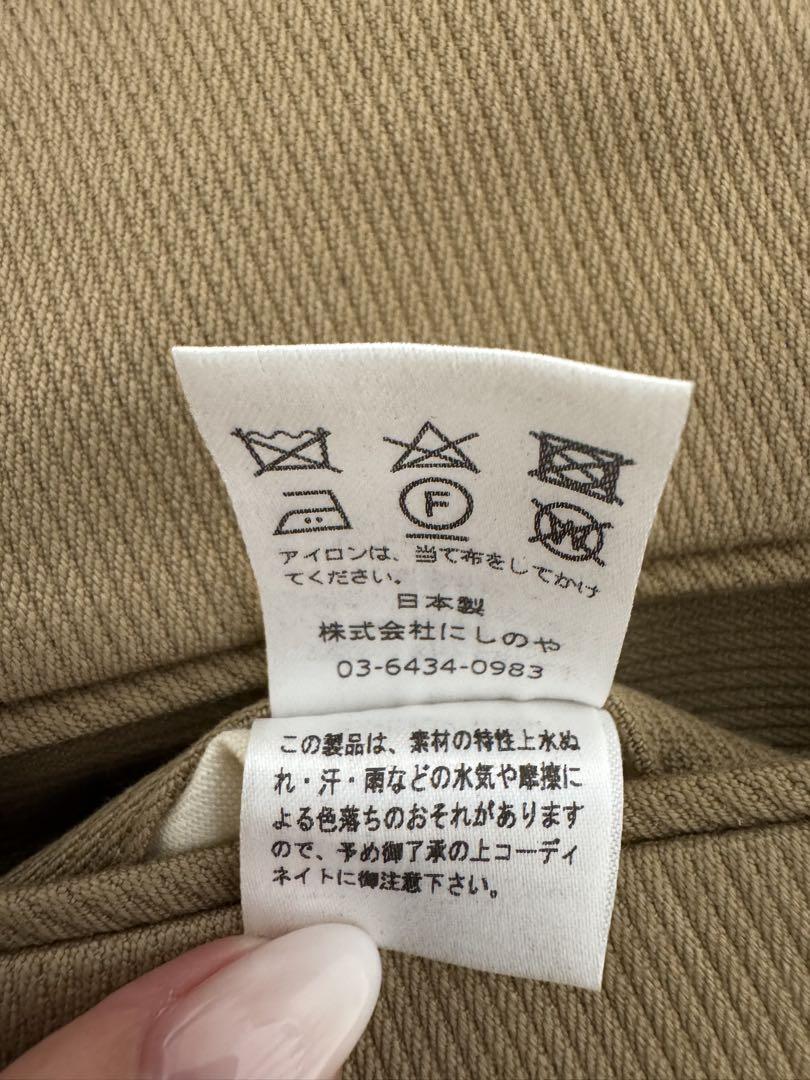 F
W
アイロンは、当て布をしてかけ
てください。
日本製
株式会社にしのや
03-6434-0983
この製品は、素材の特性上水ぬ
れ・汗・雨などの水気や摩擦に
よる色落ちのおそれがあります
ので、予め御了承の上コーディ
ネイトに御注意下さい。